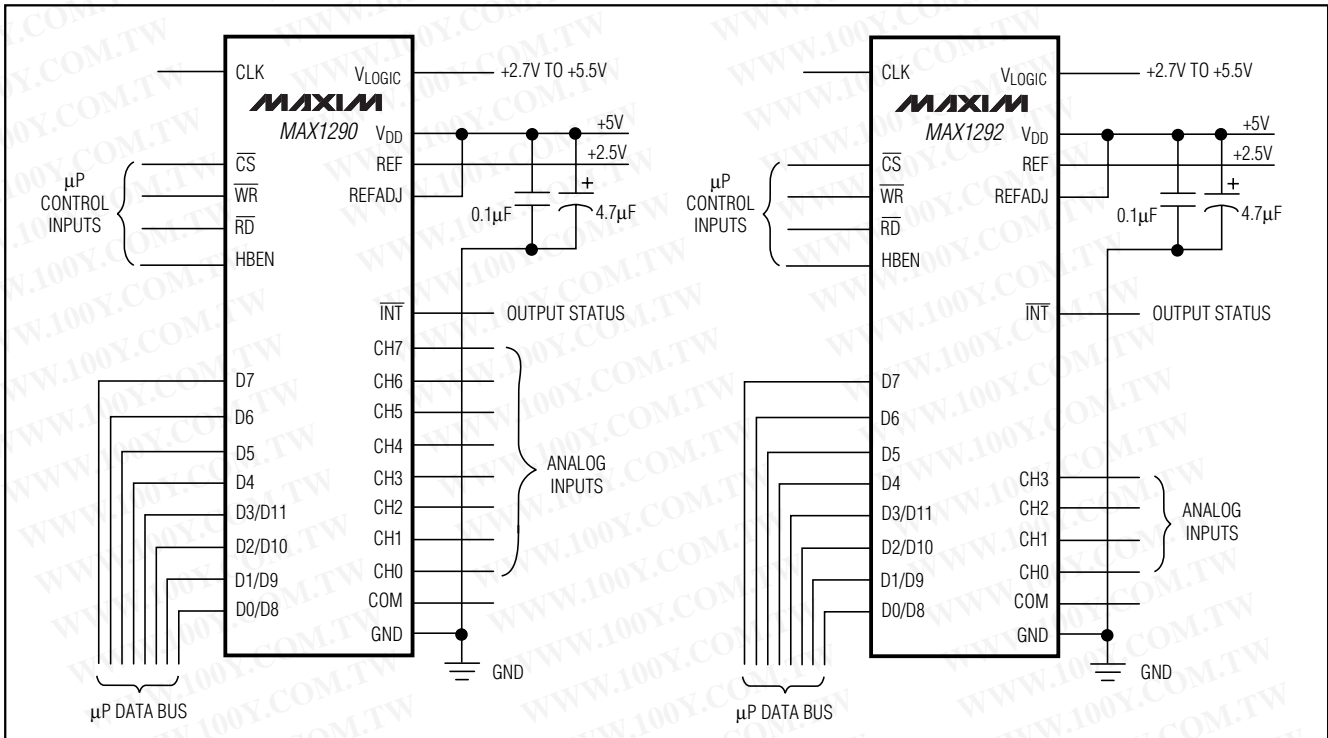 CLK
VLOGIC
+2.7V TO +5.5V
MAXIM
MAX1290
VDD
+5V
CS
REF
+2.5V
µP
CONTROL
INPUTS
WR
REFADJ
RD
0.1µF
+
4.7µF
HBEN
INT
OUTPUT STATUS
CH7
D7
CH6
D6
CH5
D5
CH4
D4
CH3
ANALOG
INPUTS
D3/D11
CH2
D2/D10
CH1
D1/D9
CH0
D0/D8
COM
GND
GND
µP DATA BUS
CLK
VLOGIC
+2.7V TO +5.5V
MAXIM
MAX1292
VDD
+5V
CS
REF
+2.5V
µP
CONTROL
INPUTS
WR
REFADJ
RD
0.1µF
+
4.7µF
HBEN
INT
OUTPUT STATUS
D7
D6
D5
D4
CH3
D3/D11
CH2
ANALOG
INPUTS
D2/D10
CH1
D1/D9
CH0
D0/D8
COM
GND
GND
µP DATA BUS
WWW.100Y.COM.TW